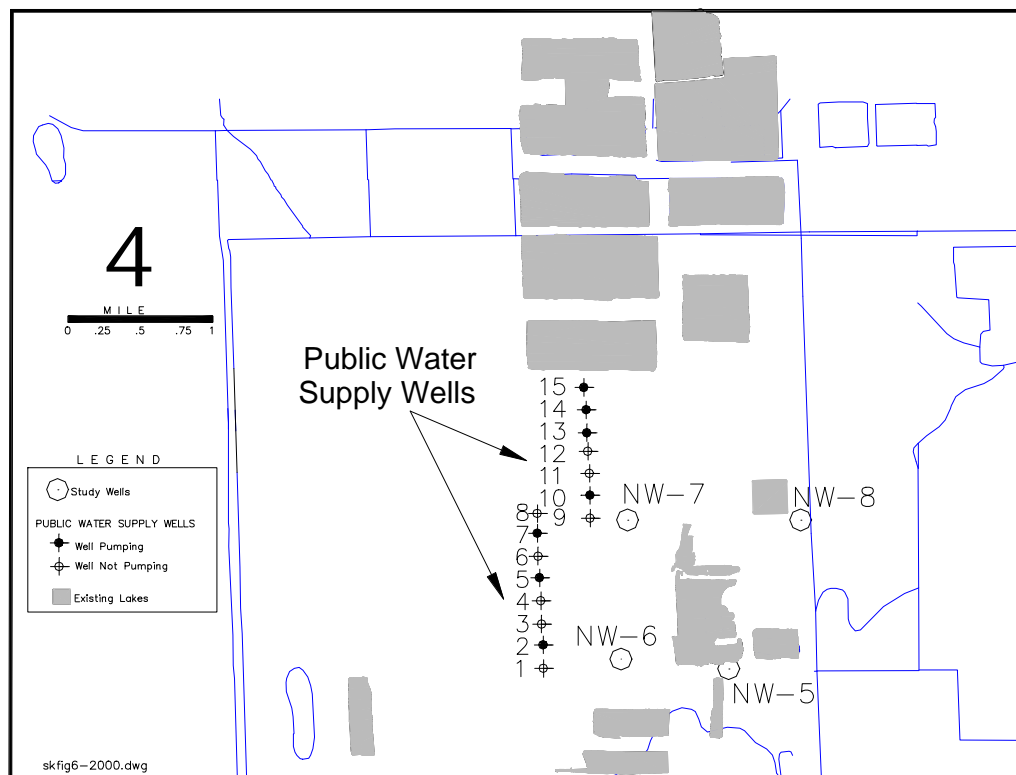 4
MILE
0 .25 .5 .75 1
Public Water
Supply Wells
15
14
13
12
11
10
9
8
7
6
5
4
3
2
1
NW-7
NW-8
NW-6
NW-5
LEGEND
Study Wells
PUBLIC WATER SUPPLY WELLS
Well Pumping
Well Not Pumping
Existing Lakes
skfig6-2000.dwg